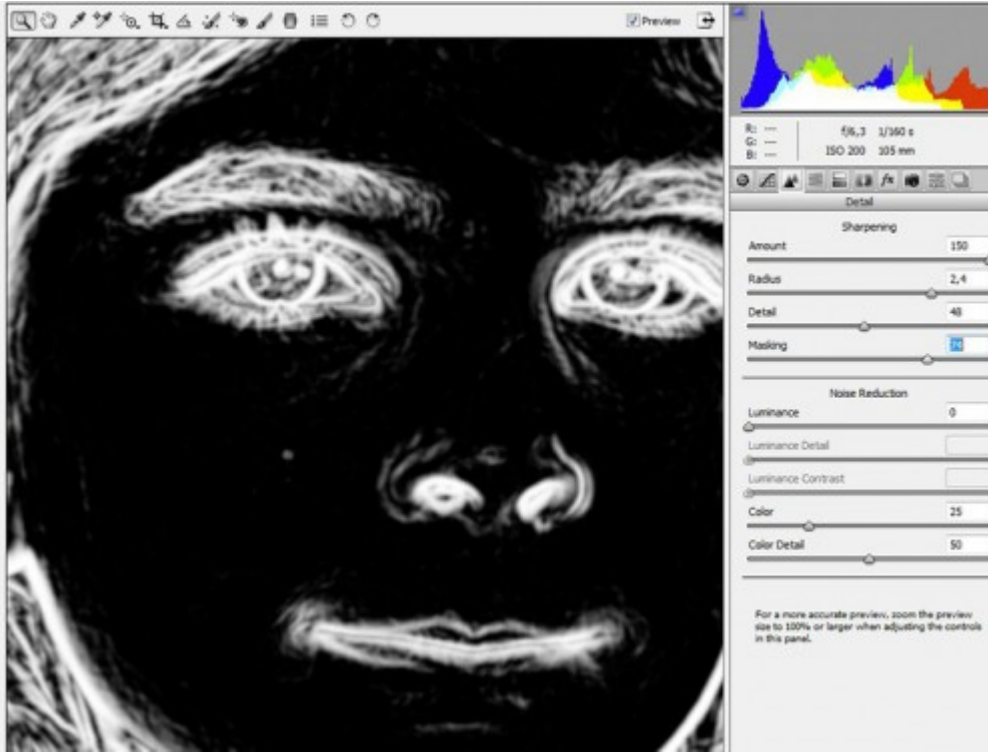 Preview
R: ---
G: ---
B: ---
f/6,3 1/160 s
ISO 200 105 mm
fx
Detail
Sharpening
Amount 150
Radius 2,4
Detail 48
Masking 74
Noise Reduction
Luminance 0
Luminance Detail
Luminance Contrast
Color 25
Color Detail 50
For a more accurate preview, zoom the preview
size to 100% or larger when adjusting the controls
in this panel.